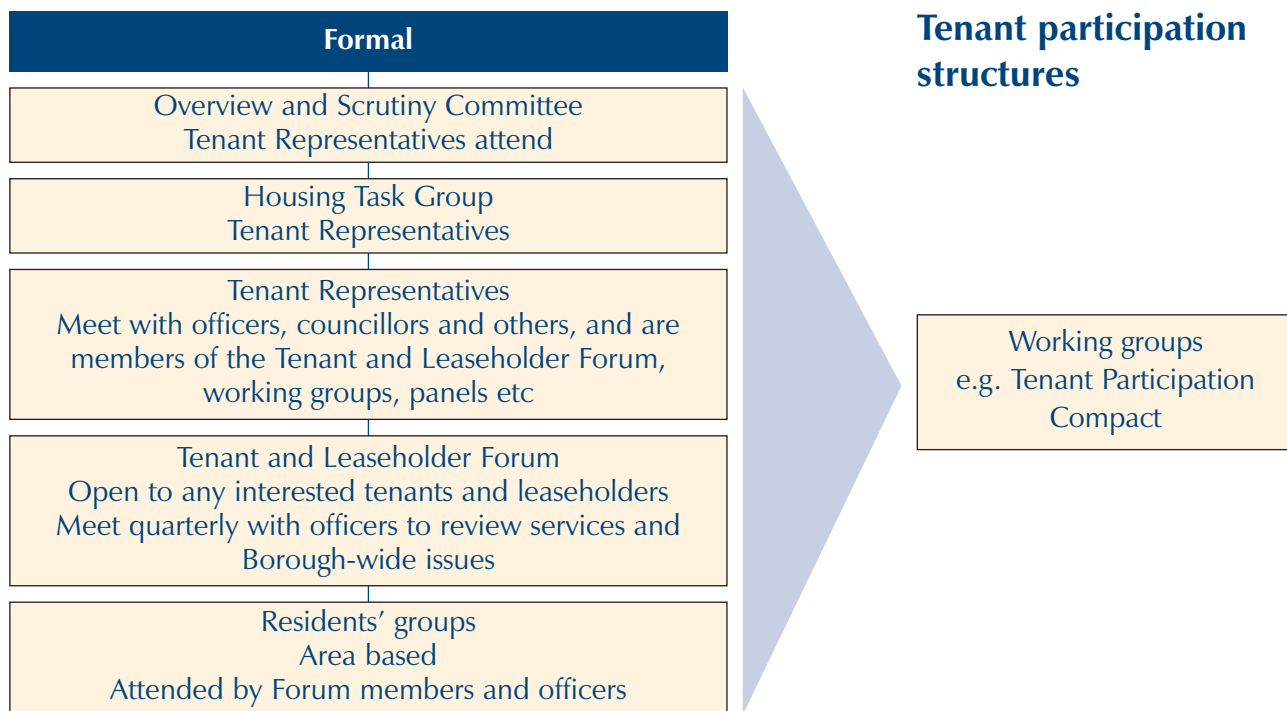 Formal
Overview and Scrutiny Committee
Tenant Representatives attend
Housing Task Group
Tenant Representatives
Tenant Representatives
Meet with officers, councillors and others, and are
members of the Tenant and Leaseholder Forum,
working groups, panels etc
Tenant and Leaseholder Forum
Open to any interested tenants and leaseholders
Meet quarterly with officers to review services and
Borough-wide issues
Residents’ groups
Area based
Attended by Forum members and officers
Tenant participation
structures
Working groups
e.g. Tenant Participation
Compact